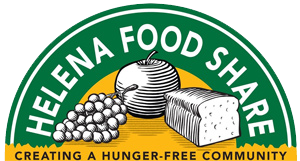 HELENA FOOD SHARE
CREATING A HUNGER-FREE COMMUNITY